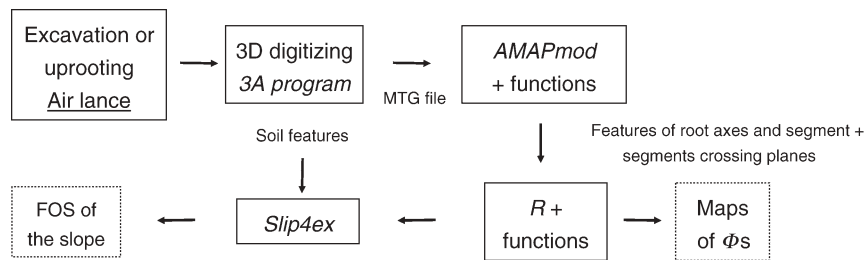 Excavation or
uprooting
Air lance
3D digitizing
3A program
MTG file
AMAPmod
+ functions
Soil features
Features of root axes and segment +
segments crossing planes
FOS of
the slope
Slip4ex
R +
functions
Maps
of Φs